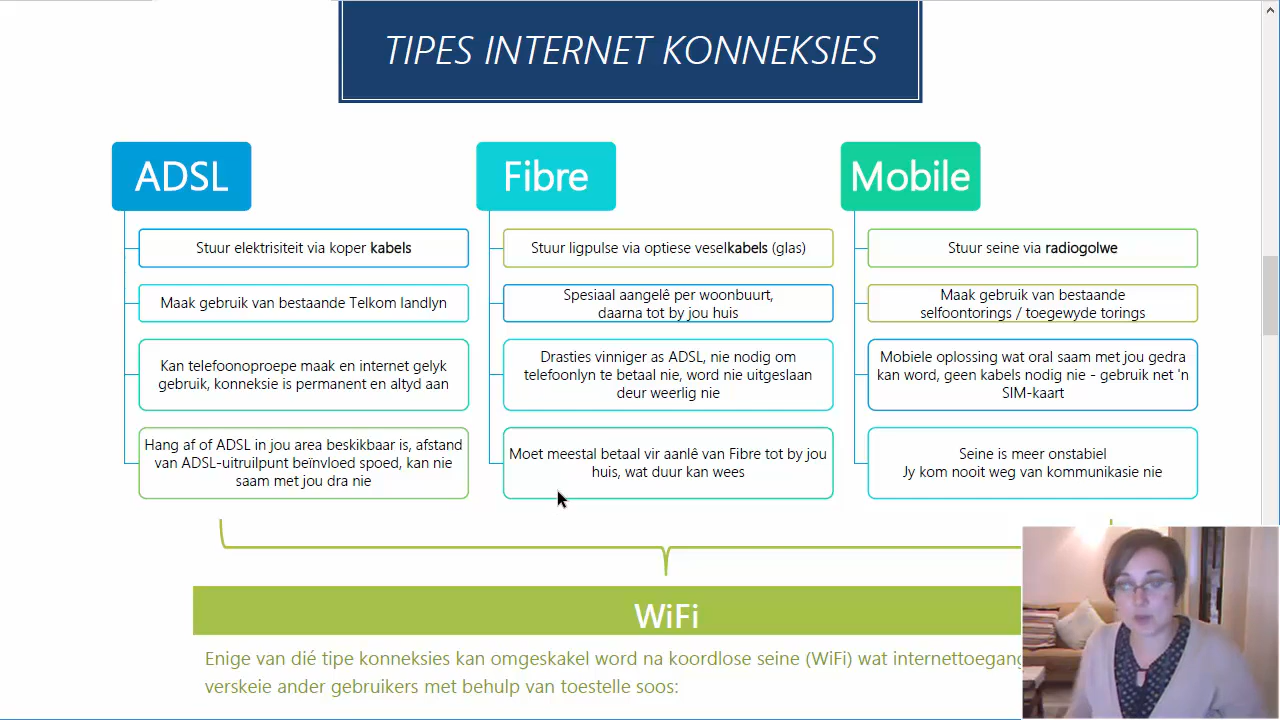 TIPES INTERNET KONNEKSIES
ADSL
Stuur elektrisiteit via koper kabels
Maak gebruik van bestaande Telkom landlyn
Kan telefoonoproepe maak en internet gelyk
gebruik, konneksie is permanent en altyd aan
Hang af of ADSL in jou area beskikbaar is, afstand
van ADSL-uitruilpunt beïnvloed spoed, kan nie
saam met jou dra nie
Fibre
Stuur ligpulse via optiese veselkabels (glas)
Spesiaal aangelê per woonbuurt,
daarna tot by jou huis
Drasties vinniger as ADSL, nie nodig om
telefoonlyn te betaal nie, word nie uitgeslaan
deur weerlig nie
Moet meestal betaal vir aanlê van Fibre tot by jou
huis, wat duur kan wees
Mobile
Stuur seine via radiogolwe
Maak gebruik van bestaande
selfoontorings / toegewyde torings
Mobiele oplossing wat oral saam met jou gedra
kan word, geen kabels nodig nie - gebruik net 'n
SIM-kaart
Seine is meer onstabiel
Jy kom nooit weg van kommunikasie nie
WiFi
Enige van dié tipe konneksies kan omgeskakel word na koordlose seine (WiFi) wat internettoegang
verskeie ander gebruikers met behulp van toestelle soos: